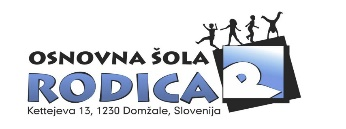 OSNOVNA ŠOLA
RODICA
R
Kettejeva 13, 1230 Domžale, Slovenija